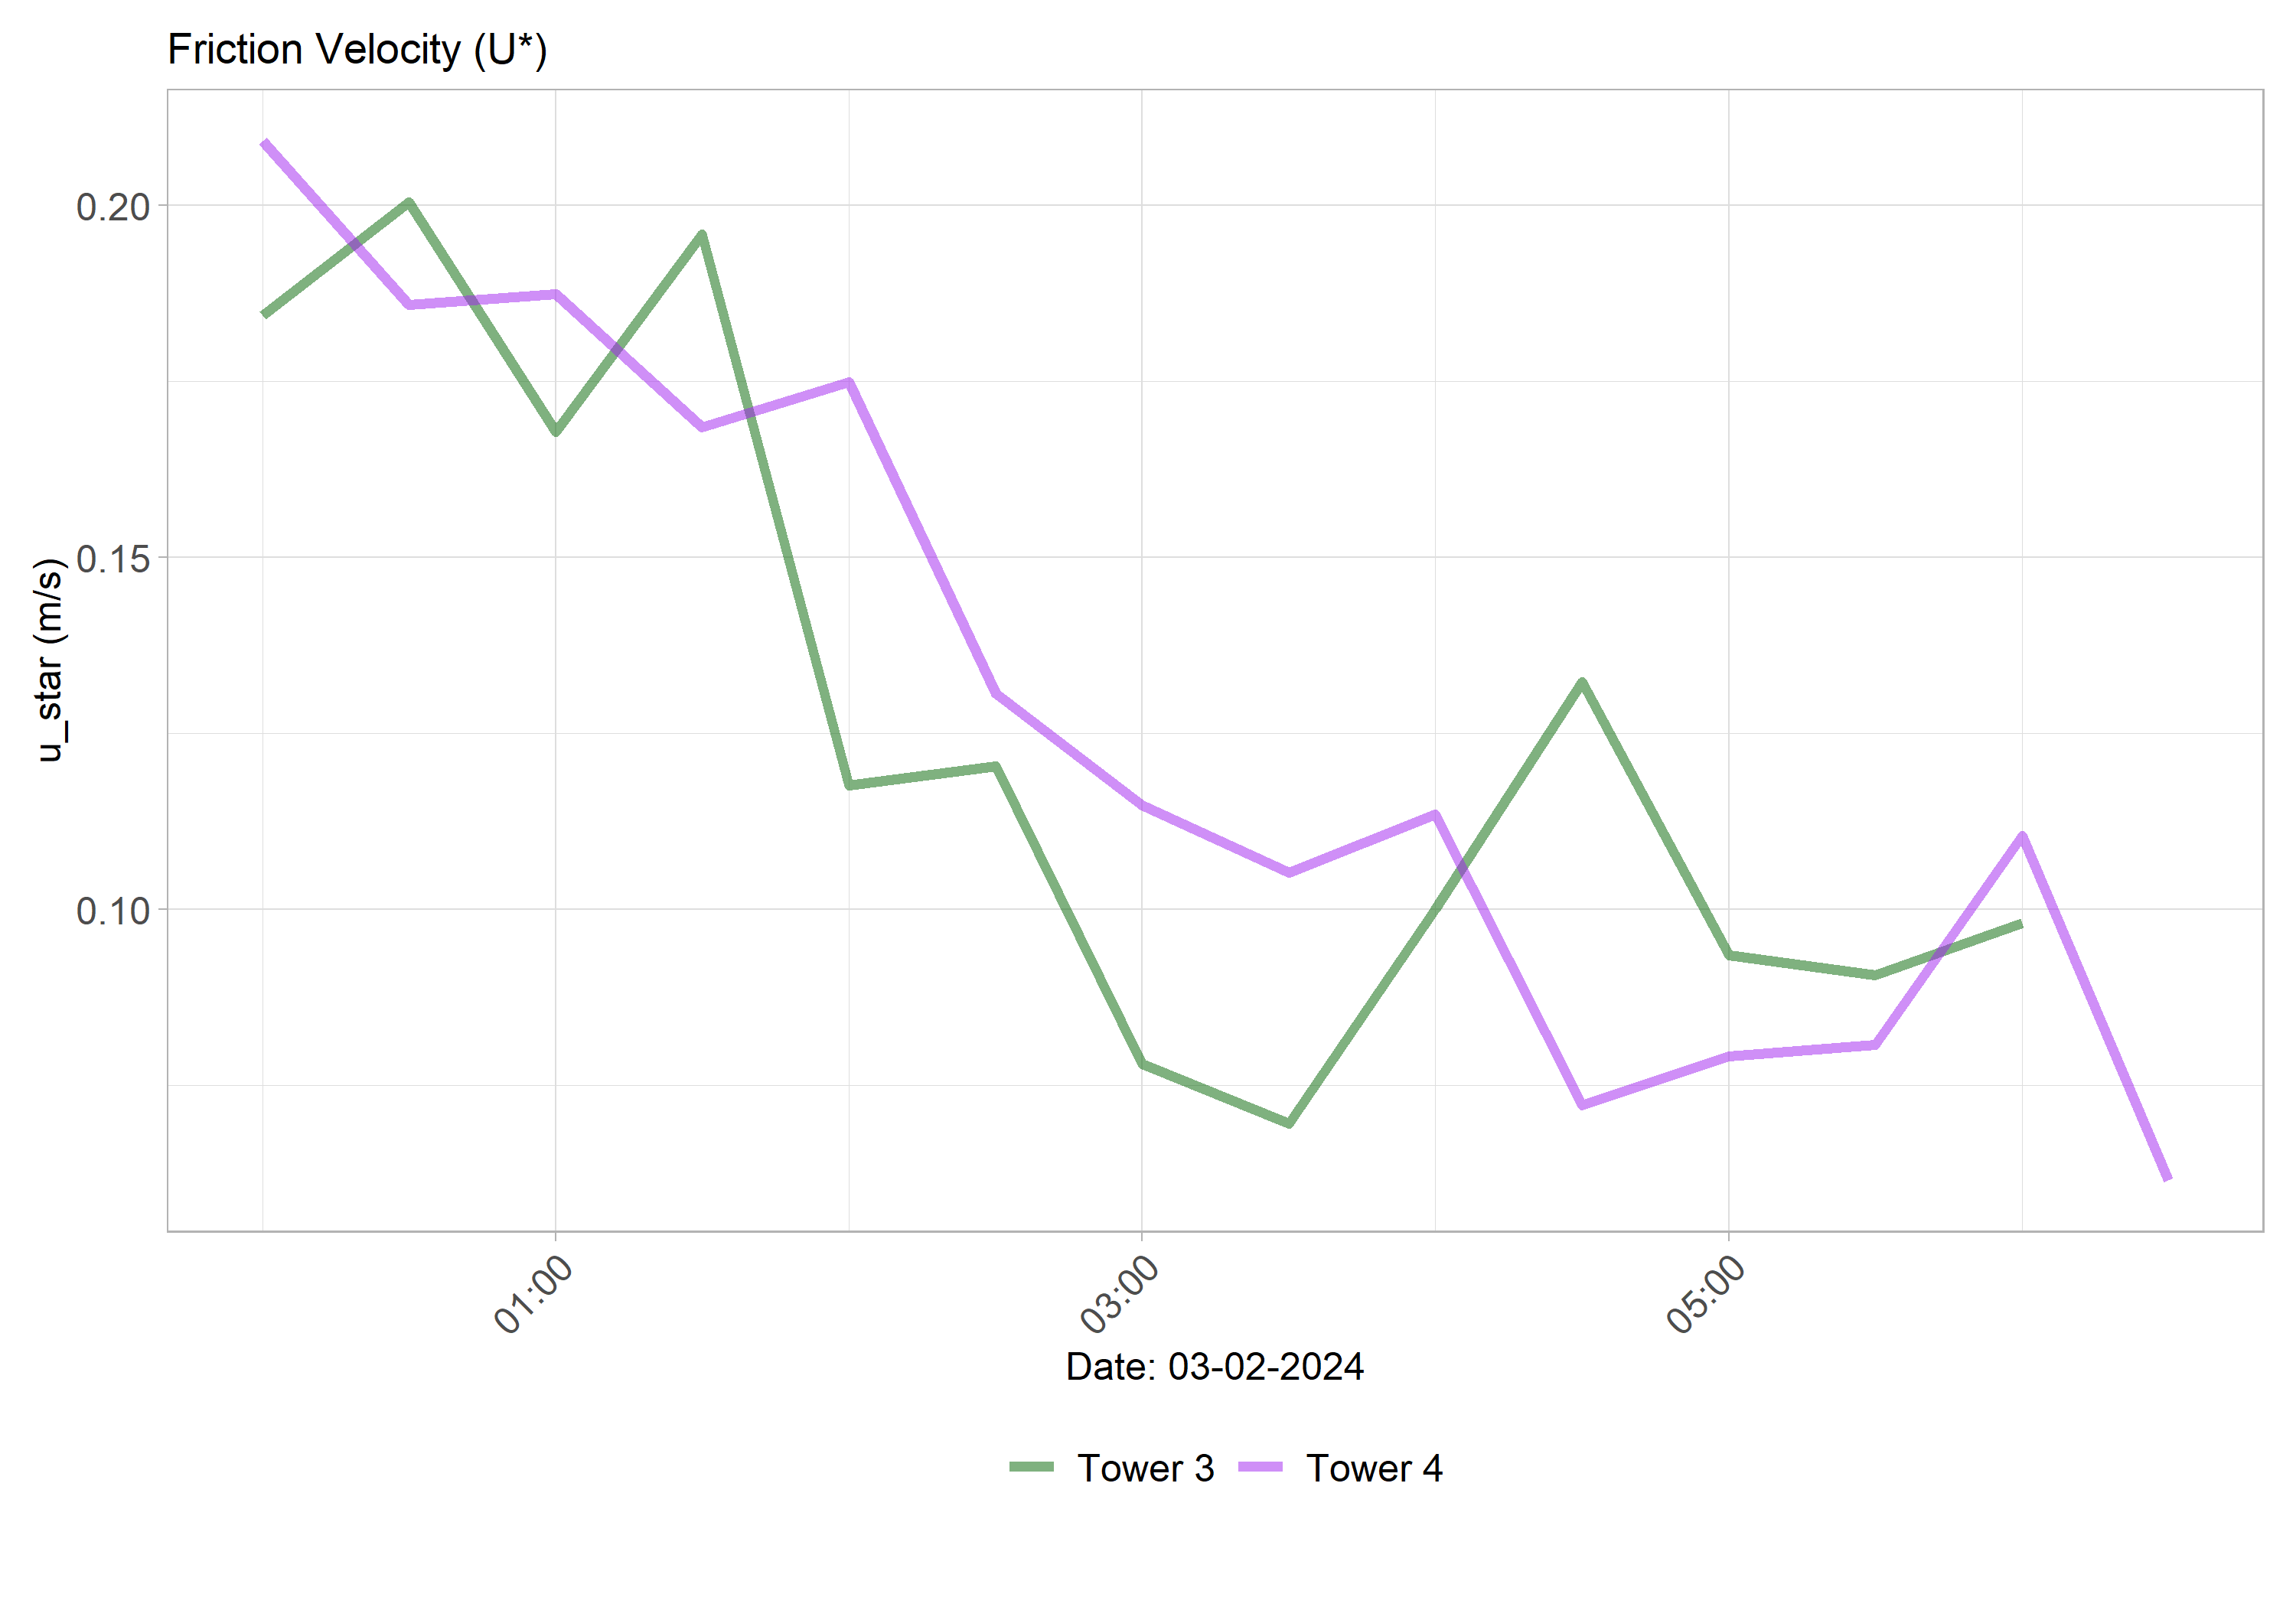 Friction Velocity (U*)
u_star (m/s)
0.20
0.15
0.10
01:00
03:00
05:00
Date: 03-02-2024
Tower 3
Tower 4